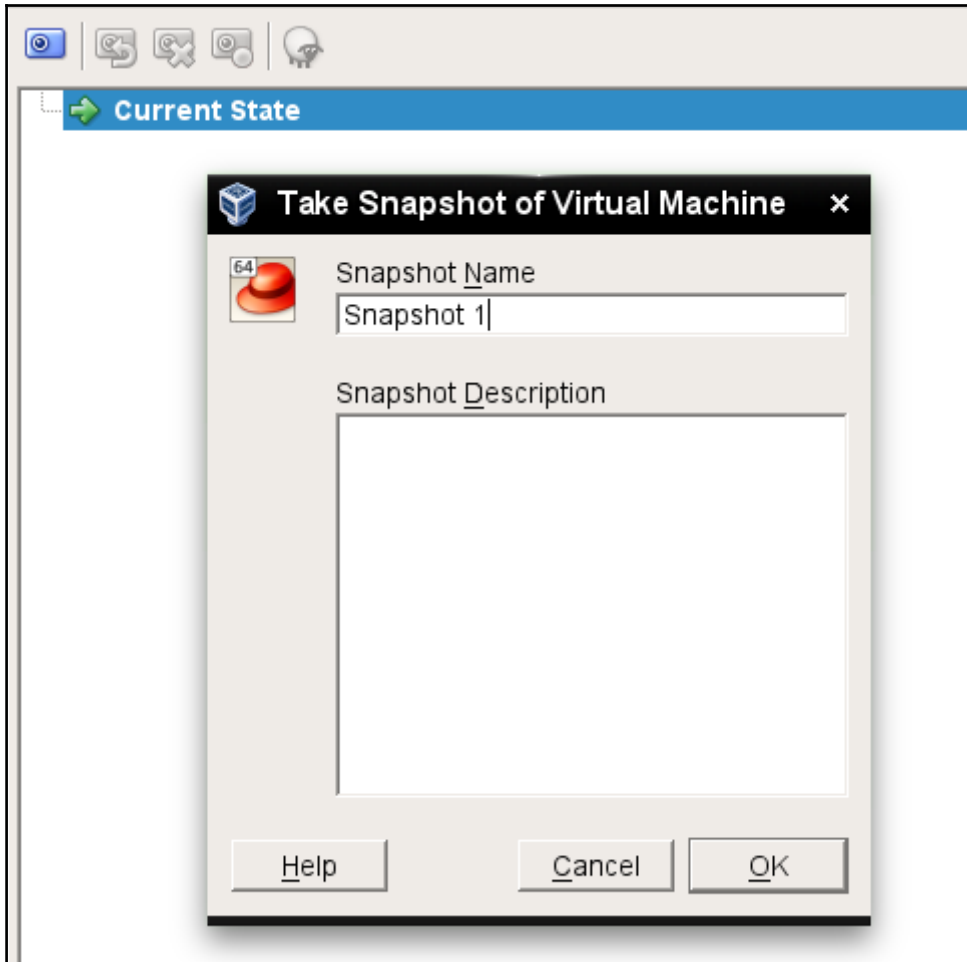 Current State
Take Snapshot of Virtual Machine
64
Snapshot Name
Snapshot 1
Snapshot Description
Help
Cancel
OK